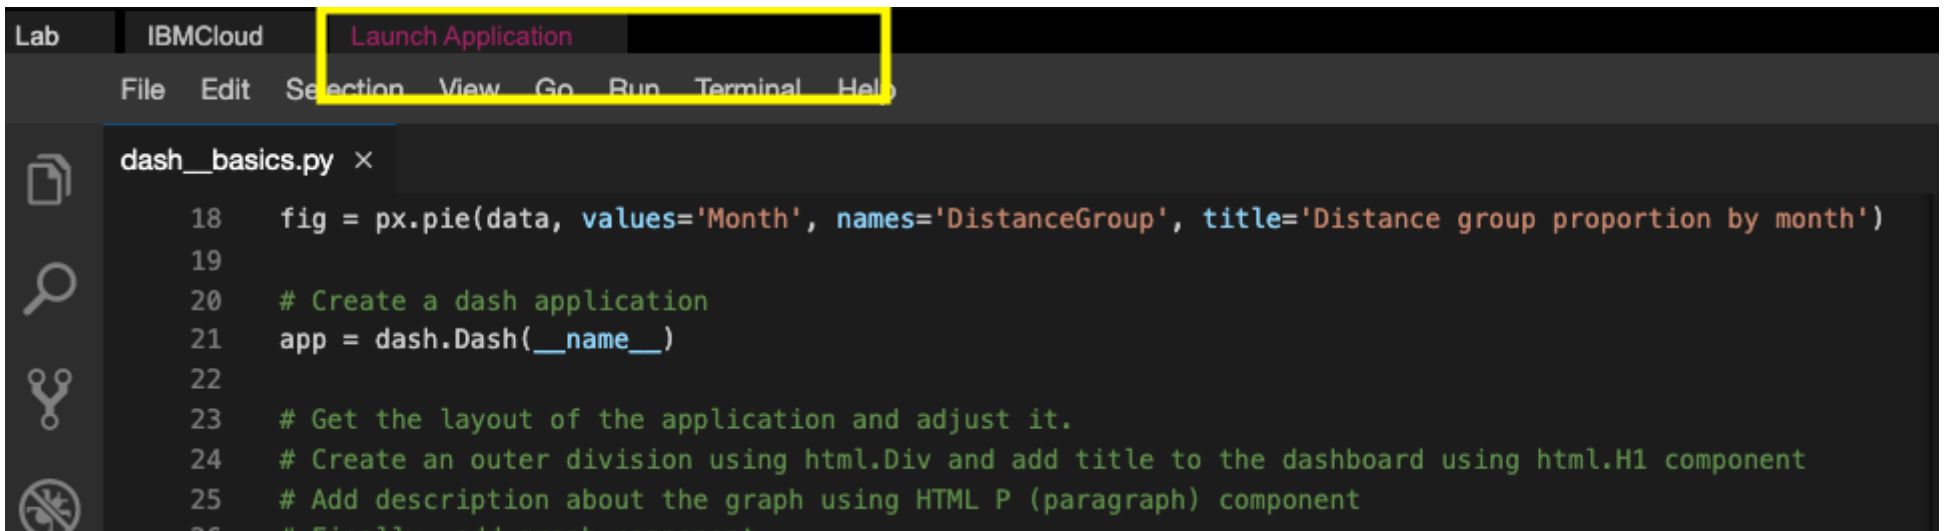 Lab IBMCloud Launch Application
File Edit Selection View Go Run Terminal Help
dash__basics.py ×
18 fig = px.pie(data, values='Month', names='DistanceGroup', title='Distance group proportion by month')
19
20 # Create a dash application
21 app = dash.Dash(__name__)
22
23 # Get the layout of the application and adjust it.
24 # Create an outer division using html.Div and add title to the dashboard using html.H1 component
25 # Add description about the graph using HTML P (paragraph) component